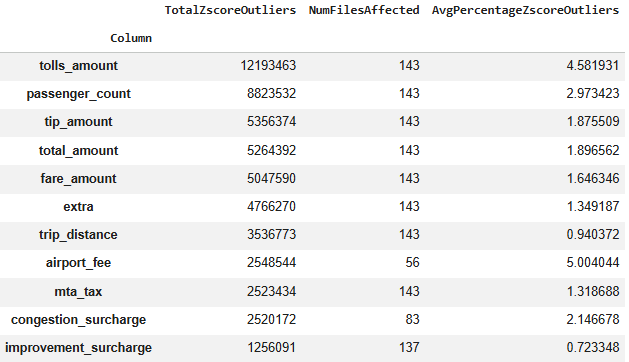 TotalZscoreOutliers NumFilesAffected AvgPercentageZscoreOutliers
Column
tolls_amount 12193463 143 4.581931
passenger_count 8823532 143 2.973423
tip_amount 5356374 143 1.875509
total_amount 5264392 143 1.896562
fare_amount 5047590 143 1.646346
extra 4766270 143 1.349187
trip_distance 3536773 143 0.940372
airport_fee 2548544 56 5.004044
mta_tax 2523434 143 1.318688
congestion_surcharge 2520172 83 2.146678
improvement_surcharge 1256091 137 0.723348